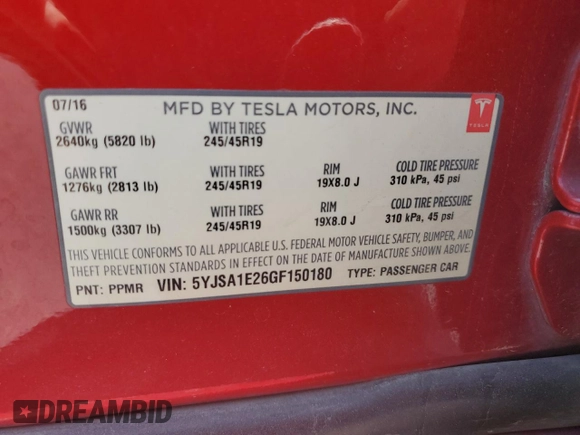 07/16 MFD BY TESLA MOTORS, INC.
TESLA
GVWR WITH TIRES
2640kg (5820 lb) 245/45R19
GAWR FRT WITH TIRES RIM COLD TIRE PRESSURE
1276kg (2813 lb) 245/45R19 19X8.0 J 310 kPa, 45 psi
GAWR RR WITH TIRES RIM COLD TIRE PRESSURE
1500kg (3307 lb) 245/45R19 19X8.0 J 310 kPa, 45 psi
THIS VEHICLE CONFORMS TO ALL APPLICABLE U.S. FEDERAL MOTOR VEHICLE SAFETY, BUMPER, AND
THEFT PREVENTION STANDARDS IN EFFECT ON THE DATE OF MANUFACTURE SHOWN ABOVE.
PNT: PPMR VIN: 5YJSA1E26GF150180 TYPE: PASSENGER CAR
DREAMBID